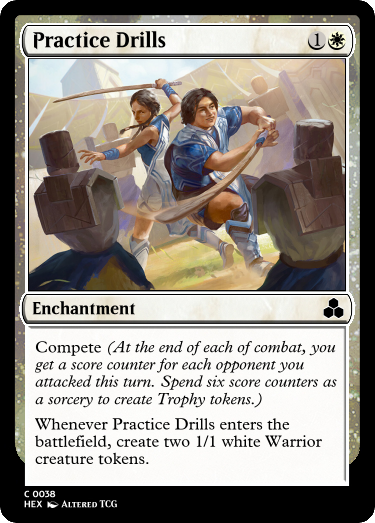 Practice Drills
1
Enchantment
Compete (At the end of each of combat, you
get a score counter for each opponent you
attacked this turn. Spend six score counters as
a sorcery to create Trophy tokens.)
Whenever Practice Drills enters the
battlefield, create two 1/1 white Warrior
creature tokens.
C 0038
HEX Altered TCG